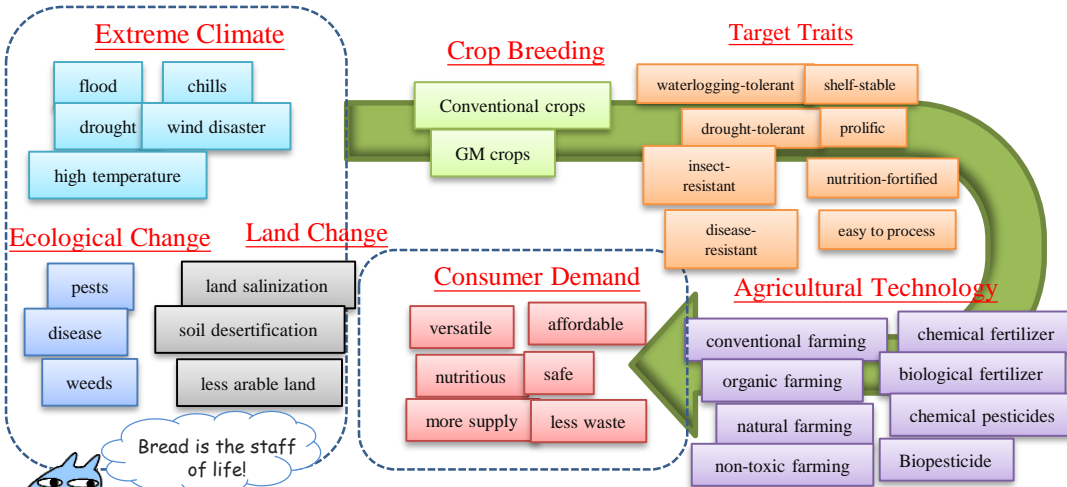 Extreme Climate
flood
chills
drought
wind disaster
high temperature
Ecological Change
pests
disease
weeds
Land Change
land salinization
soil desertification
less arable land
Bread is the staff
of life!
Crop Breeding
Conventional crops
GM crops
Target Traits
waterlogging-tolerant
shelf-stable
drought-tolerant
prolific
insect-
resistant
nutrition-fortified
disease-
resistant
easy to process
Consumer Demand
versatile
affordable
nutritious
safe
more supply
less waste
Agricultural Technology
conventional farming
chemical fertilizer
organic farming
biological fertilizer
natural farming
chemical pesticides
non-toxic farming
Biopesticide